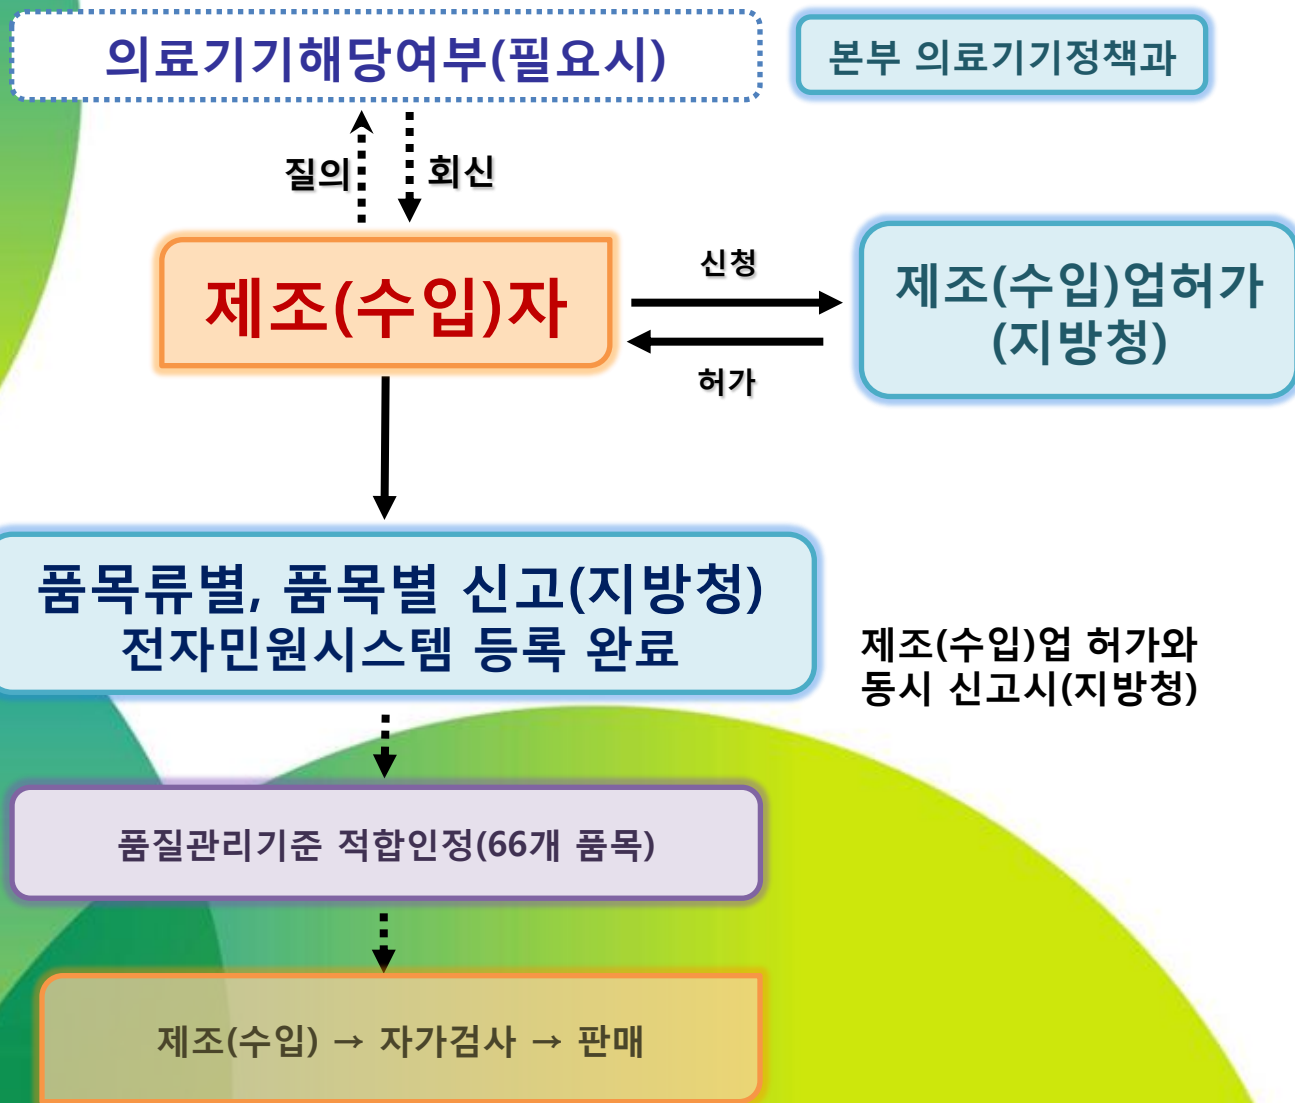 의료기기해당여부(필요시)
본부 의료기기정책과
질의
회신
제조(수입)자
신청
허가
제조(수입)업허가
(지방청)
품목류별, 품목별 신고(지방청)
전자민원시스템 등록 완료
제조(수입)업 허가와
동시 신고시(지방청)
품질관리기준 적합인정(66개 품목)
제조(수입) → 자가검사 → 판매